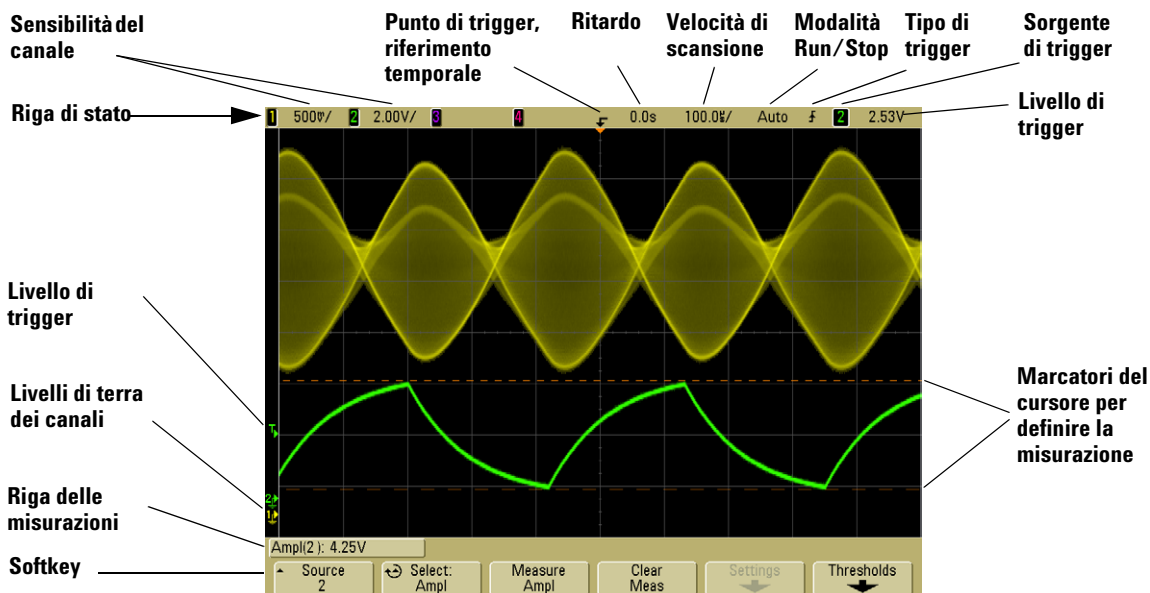 Sensibilità del
canale
Punto di trigger,
riferimento
temporale
Ritardo
Velocità di
scansione
Modalità
Run/Stop
Tipo di
trigger
Sorgente
di trigger
Riga di stato
Livello di
trigger
1 500mV/ 2 2.00V/ 3 4 0.0s 100.0us/ Auto 2 2.53V
Livello di
trigger
T
Livelli di terra
dei canali
Marcatori del
cursore per
definire la
misurazione
2
1
Riga delle
misurazioni
Ampl(2): 4.25V
Softkey
Source
2
Select:
Ampl
Measure
Ampl
Clear
Meas
Settings
Thresholds